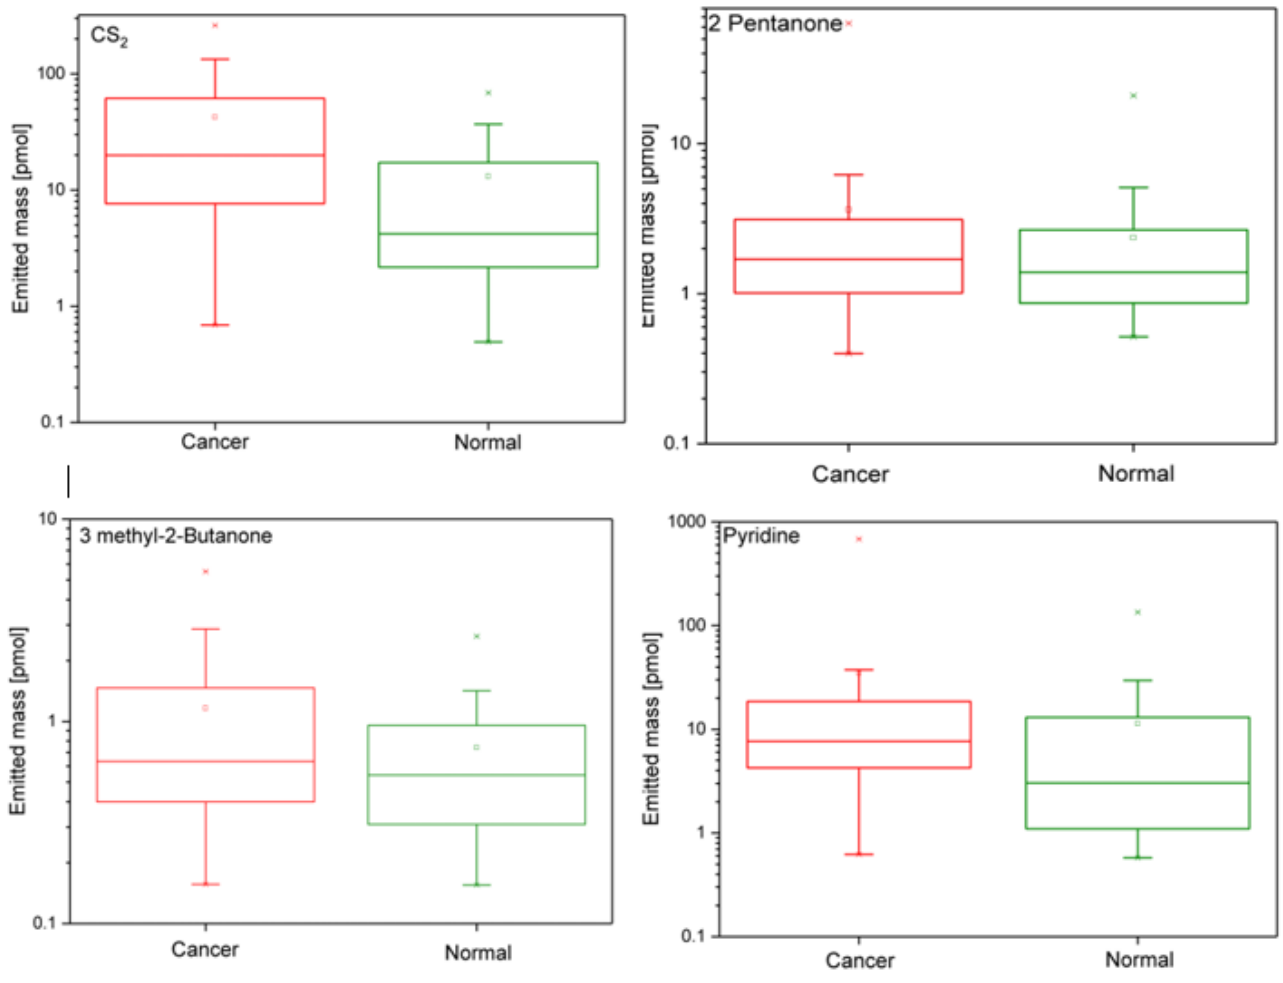 CS2
Emitted mass [pmol]
100
10
1
0.1
Cancer
Normal
2 Pentanone
Emitted mass [pmol]
10
1
0.1
Cancer
Normal
3 methyl-2-Butanone
Emitted mass [pmol]
10
1
0.1
Cancer
Normal
Pyridine
Emitted mass [pmol]
1000
100
10
1
0.1
Cancer
Normal